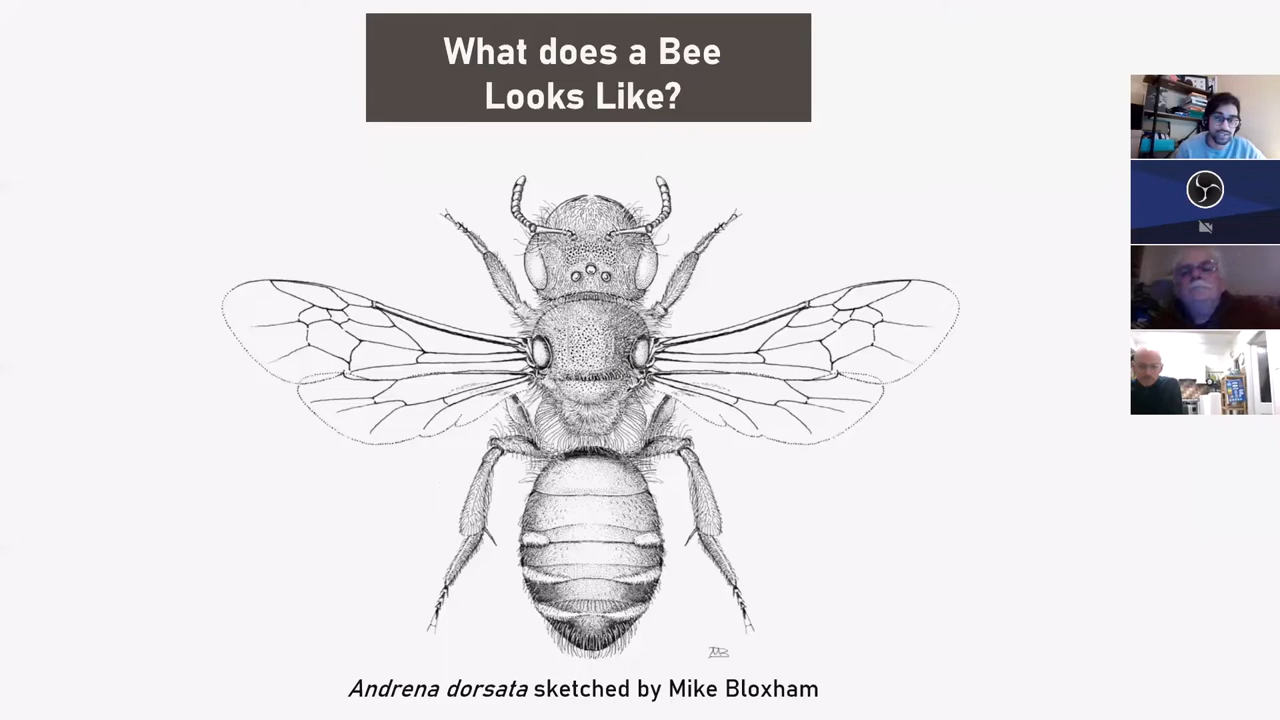 What does a Bee
Looks Like?
Andrena dorsata sketched by Mike Bloxham